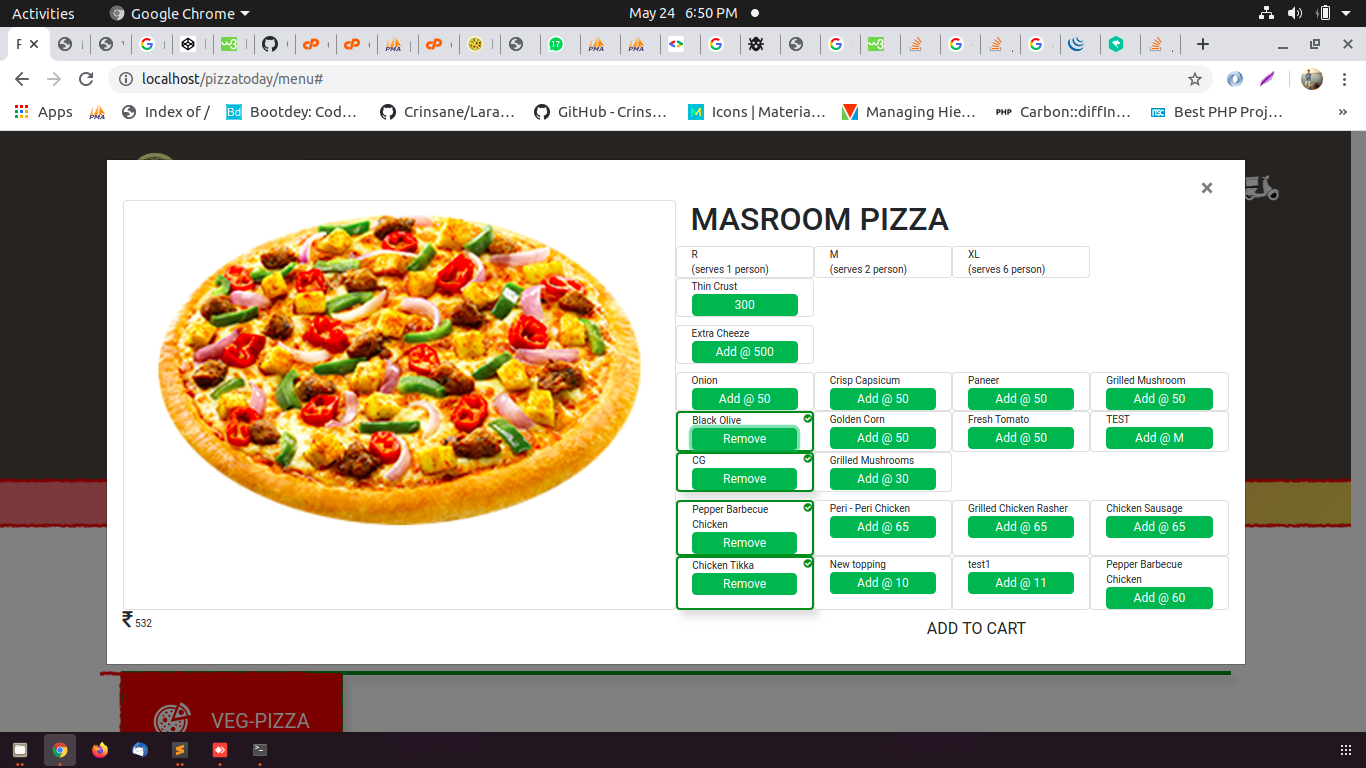 Activities
Google Chrome
May 24 6:50 PM
localhost/pizzatoday/menu#
Apps
Index of /
Bootdey: Cod…
Crinsane/Lara…
GitHub - Crins…
Icons | Materia…
Managing Hie…
Carbon::diffIn…
Best PHP Proj…
»
×
MASROOM PIZZA
R
(serves 1 person)
M
(serves 2 person)
XL
(serves 6 person)
Thin Crust
300
Extra Cheeze
Add @ 500
Onion
Add @ 50
Crisp Capsicum
Add @ 50
Paneer
Add @ 50
Grilled Mushroom
Add @ 50
Black Olive
Remove
Golden Corn
Add @ 50
Fresh Tomato
Add @ 50
TEST
Add @ M
CG
Remove
Grilled Mushrooms
Add @ 30
Pepper Barbecue
Chicken
Remove
Peri - Peri Chicken
Add @ 65
Grilled Chicken Rasher
Add @ 65
Chicken Sausage
Add @ 65
Chicken Tikka
Remove
New topping
Add @ 10
test1
Add @ 11
Pepper Barbecue
Chicken
Add @ 60
₹ 532
ADD TO CART
VEG-PIZZA